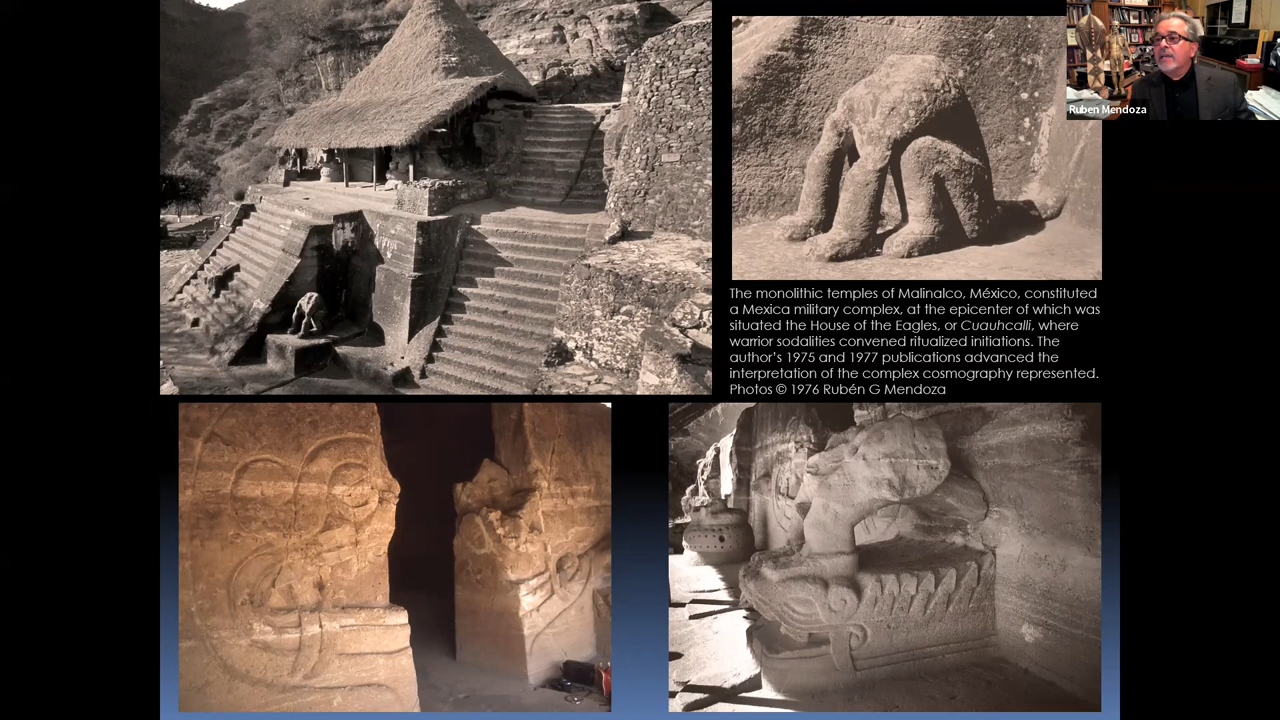 Ruben Mendoza
The monolithic temples of Malinalco, México, constituted
a Mexica military complex, at the epicenter of which was
situated the House of the Eagles, or Cuauhcalli, where
warrior sodalities convened ritualized initiations. The
author's 1975 and 1977 publications advanced the
interpretation of the complex cosmography represented.
Photos © 1976 Rubén G Mendoza